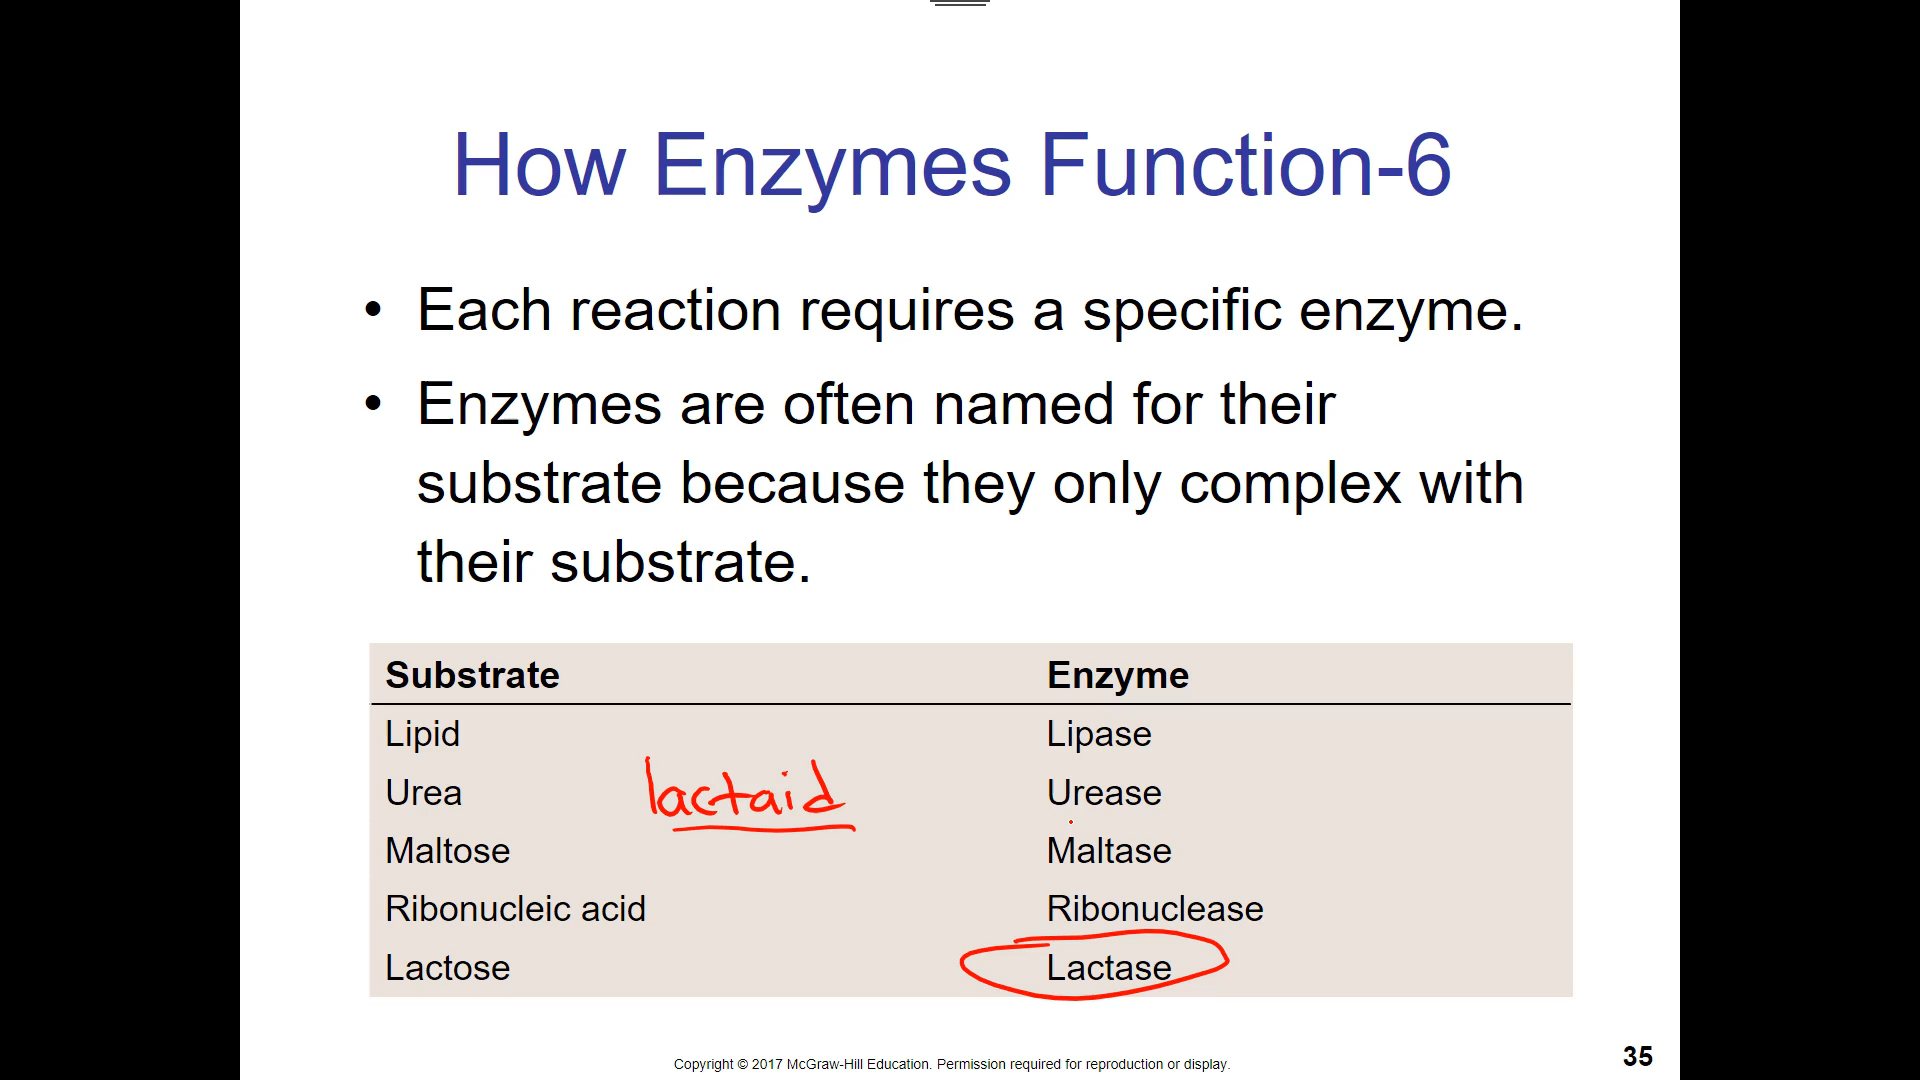 How Enzymes Function-6
• Each reaction requires a specific enzyme.
• Enzymes are often named for their
substrate because they only complex with
their substrate.
Substrate Enzyme
Lipid Lipase
lactaid
Urea Urease
Maltose Maltase
Ribonucleic acid Ribonuclease
Lactose Lactase
Copyright © 2017 McGraw-Hill Education. Permission required for reproduction or display.
35